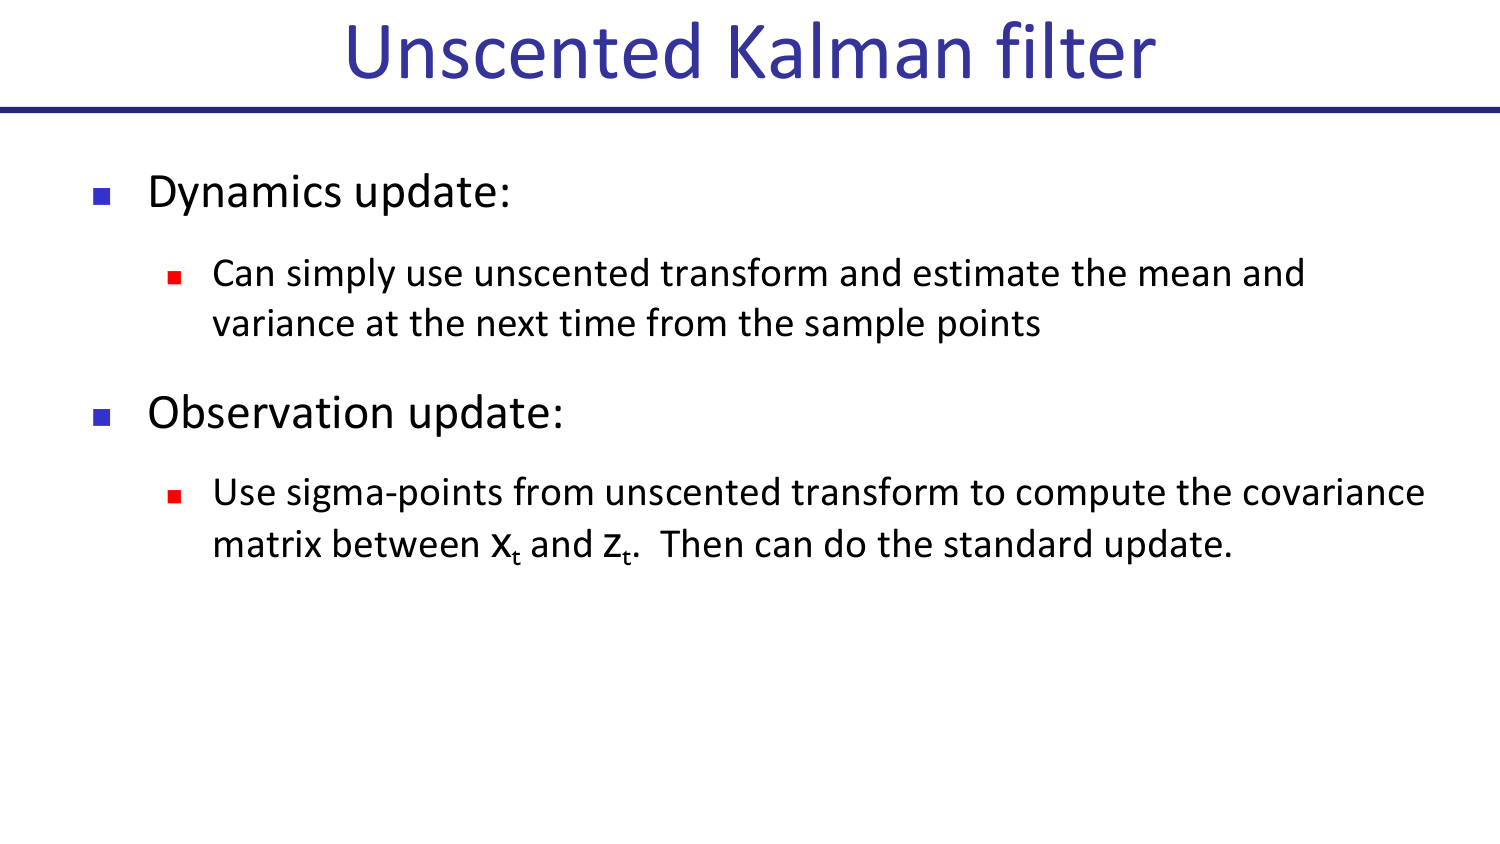 Unscented Kalman filter
Dynamics update:
Can simply use unscented transform and estimate the mean and
variance at the next time from the sample points
Observation update:
Use sigma-points from unscented transform to compute the covariance
matrix between xₜ and zₜ.  Then can do the standard update.